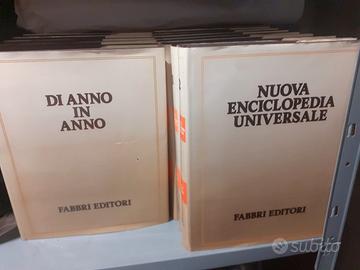 DI ANNO
IN
ANNO
FABBRI EDITORI
NUOVA
ENCICLOPEDIA
UNIVERSALE
FABBRI EDITORI
subito